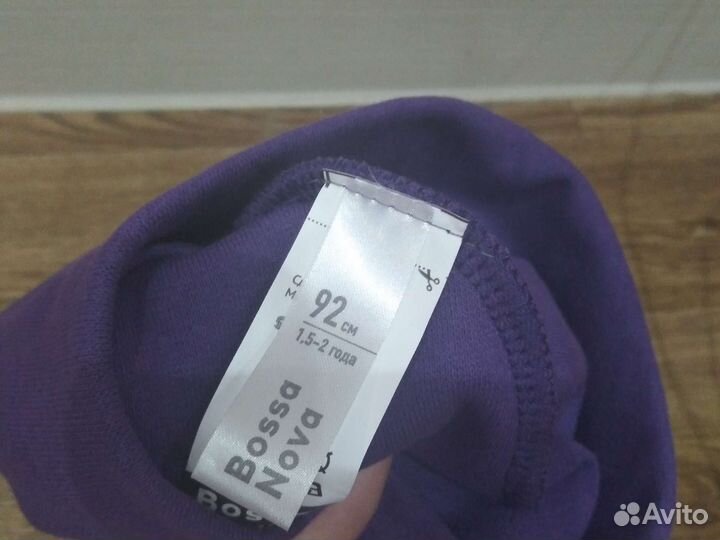 92 см
1,5-2 года
Bossa
Nova
Avito